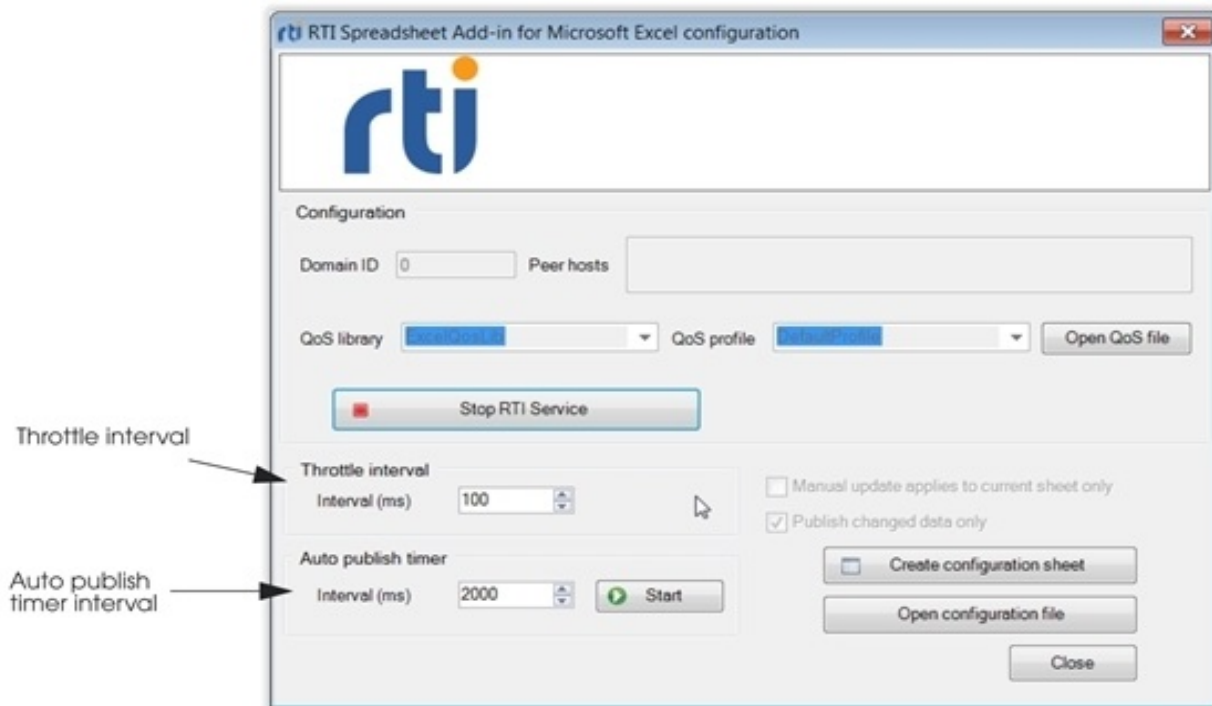 rti RTI Spreadsheet Add-in for Microsoft Excel configuration
rti
Configuration
Domain ID 0 Peer hosts
QoS library ExcelQosLib QoS profile DefaultProfile Open QoS file
Stop RTI Service
Throttle interval
Throttle interval
Interval (ms) 100
Manual update applies to current sheet only
Publish changed data only
Auto publish timer
Auto publish
timer interval
Interval (ms) 2000 Start
Create configuration sheet
Open configuration file
Close